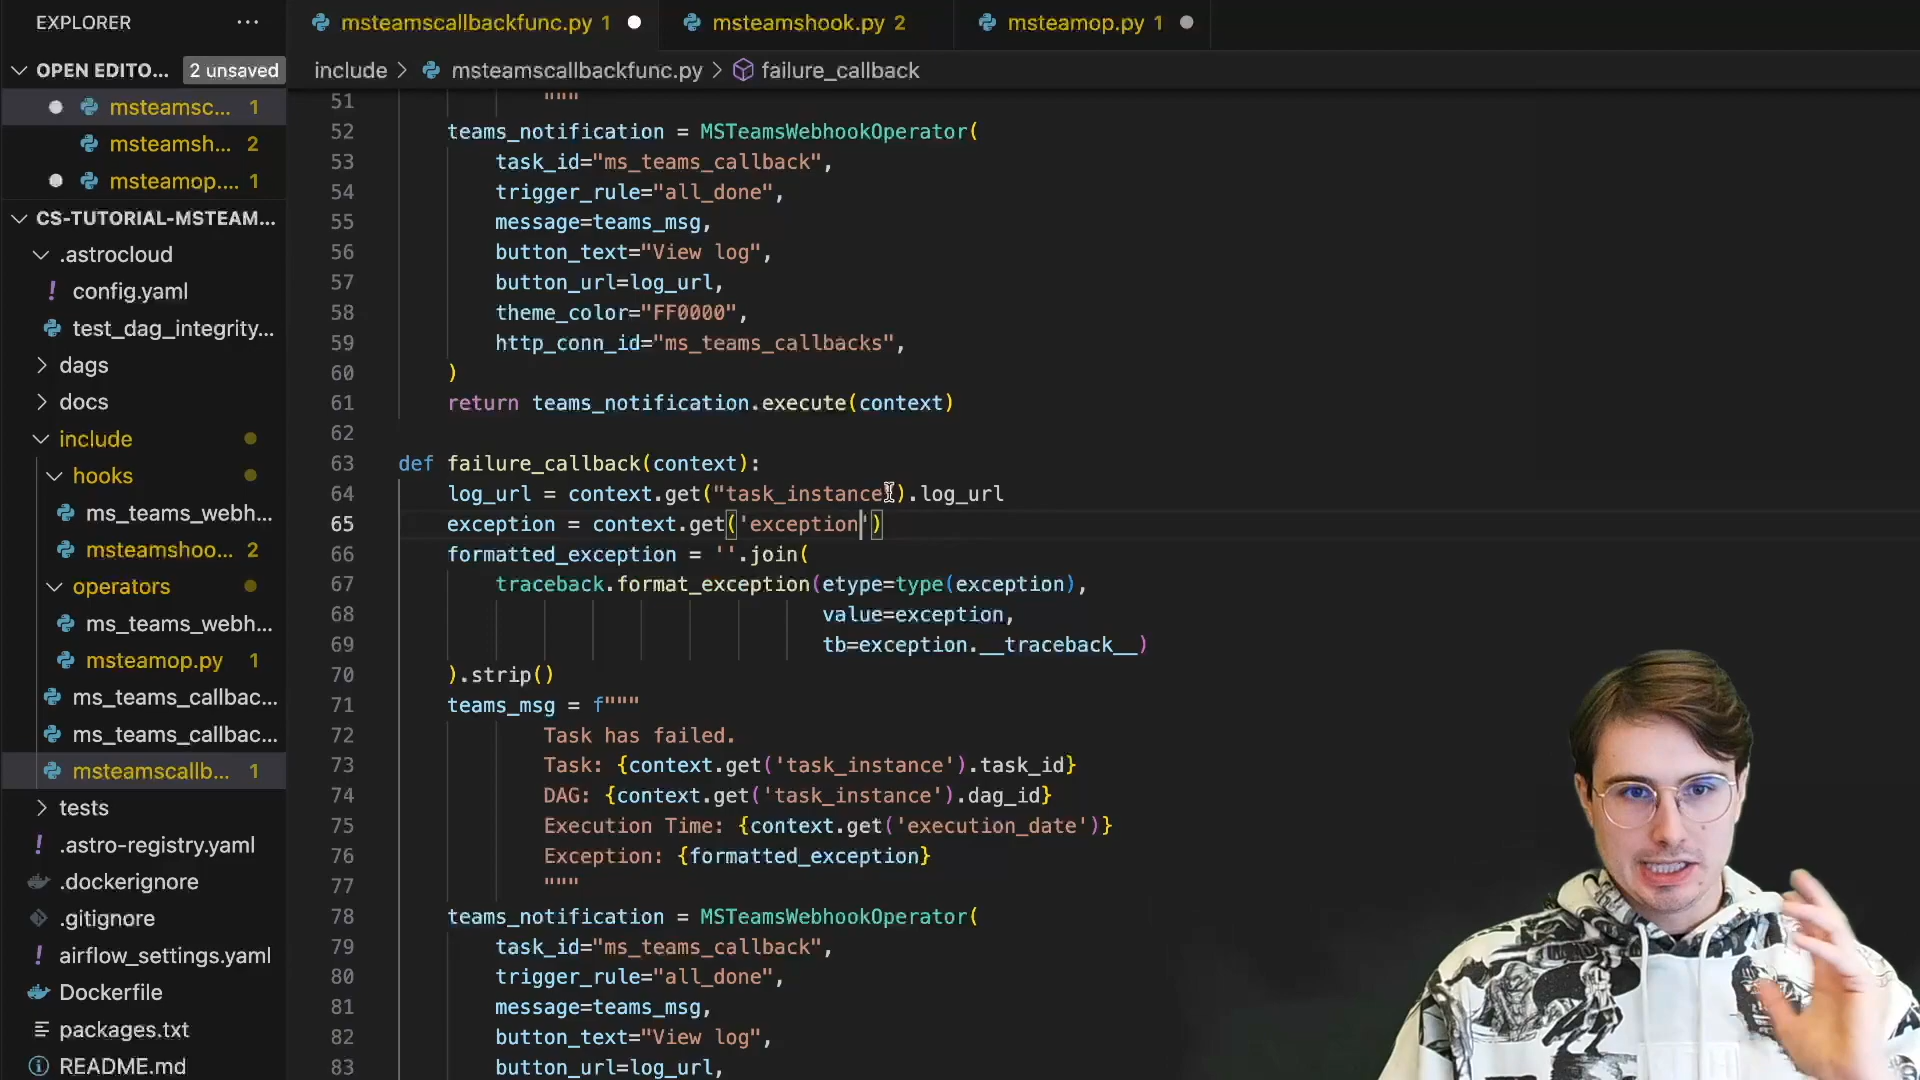 EXPLORER
OPEN EDITO... 2 unsaved
msteamsc... 1
msteamsh... 2
msteamop.... 1
CS-TUTORIAL-MSTEAM...
.astrocloud
! config.yaml
test_dag_integrity...
dags
docs
include
hooks
ms_teams_webh...
msteamshoo... 2
operators
ms_teams_webh...
msteamop.py 1
ms_teams_callbac...
ms_teams_callbac...
msteamscallb... 1
tests
! .astro-registry.yaml
.dockerignore
.gitignore
! airflow_settings.yaml
Dockerfile
packages.txt
README.md
msteamscallbackfunc.py 1 msteamshook.py 2 msteamop.py 1
include > msteamscallbackfunc.py > failure_callback
51 """
52 teams_notification = MSTeamsWebhookOperator(
53 task_id="ms_teams_callback",
54 trigger_rule="all_done",
55 message=teams_msg,
56 button_text="View log",
57 button_url=log_url,
58 theme_color="FF0000",
59 http_conn_id="ms_teams_callbacks",
60 )
61 return teams_notification.execute(context)
62
63 def failure_callback(context):
64 log_url = context.get("task_instance").log_url
65 exception = context.get('exception')
66 formatted_exception = ''.join(
67 traceback.format_exception(etype=type(exception),
68 value=exception,
69 tb=exception.__traceback__)
70 ).strip()
71 teams_msg = f"""
72 Task has failed.
73 Task: {context.get('task_instance').task_id}
74 DAG: {context.get('task_instance').dag_id}
75 Execution Time: {context.get('execution_date')}
76 Exception: {formatted_exception}
77 """
78 teams_notification = MSTeamsWebhookOperator(
79 task_id="ms_teams_callback",
80 trigger_rule="all_done",
81 message=teams_msg,
82 button_text="View log",
83 button_url=log_url,